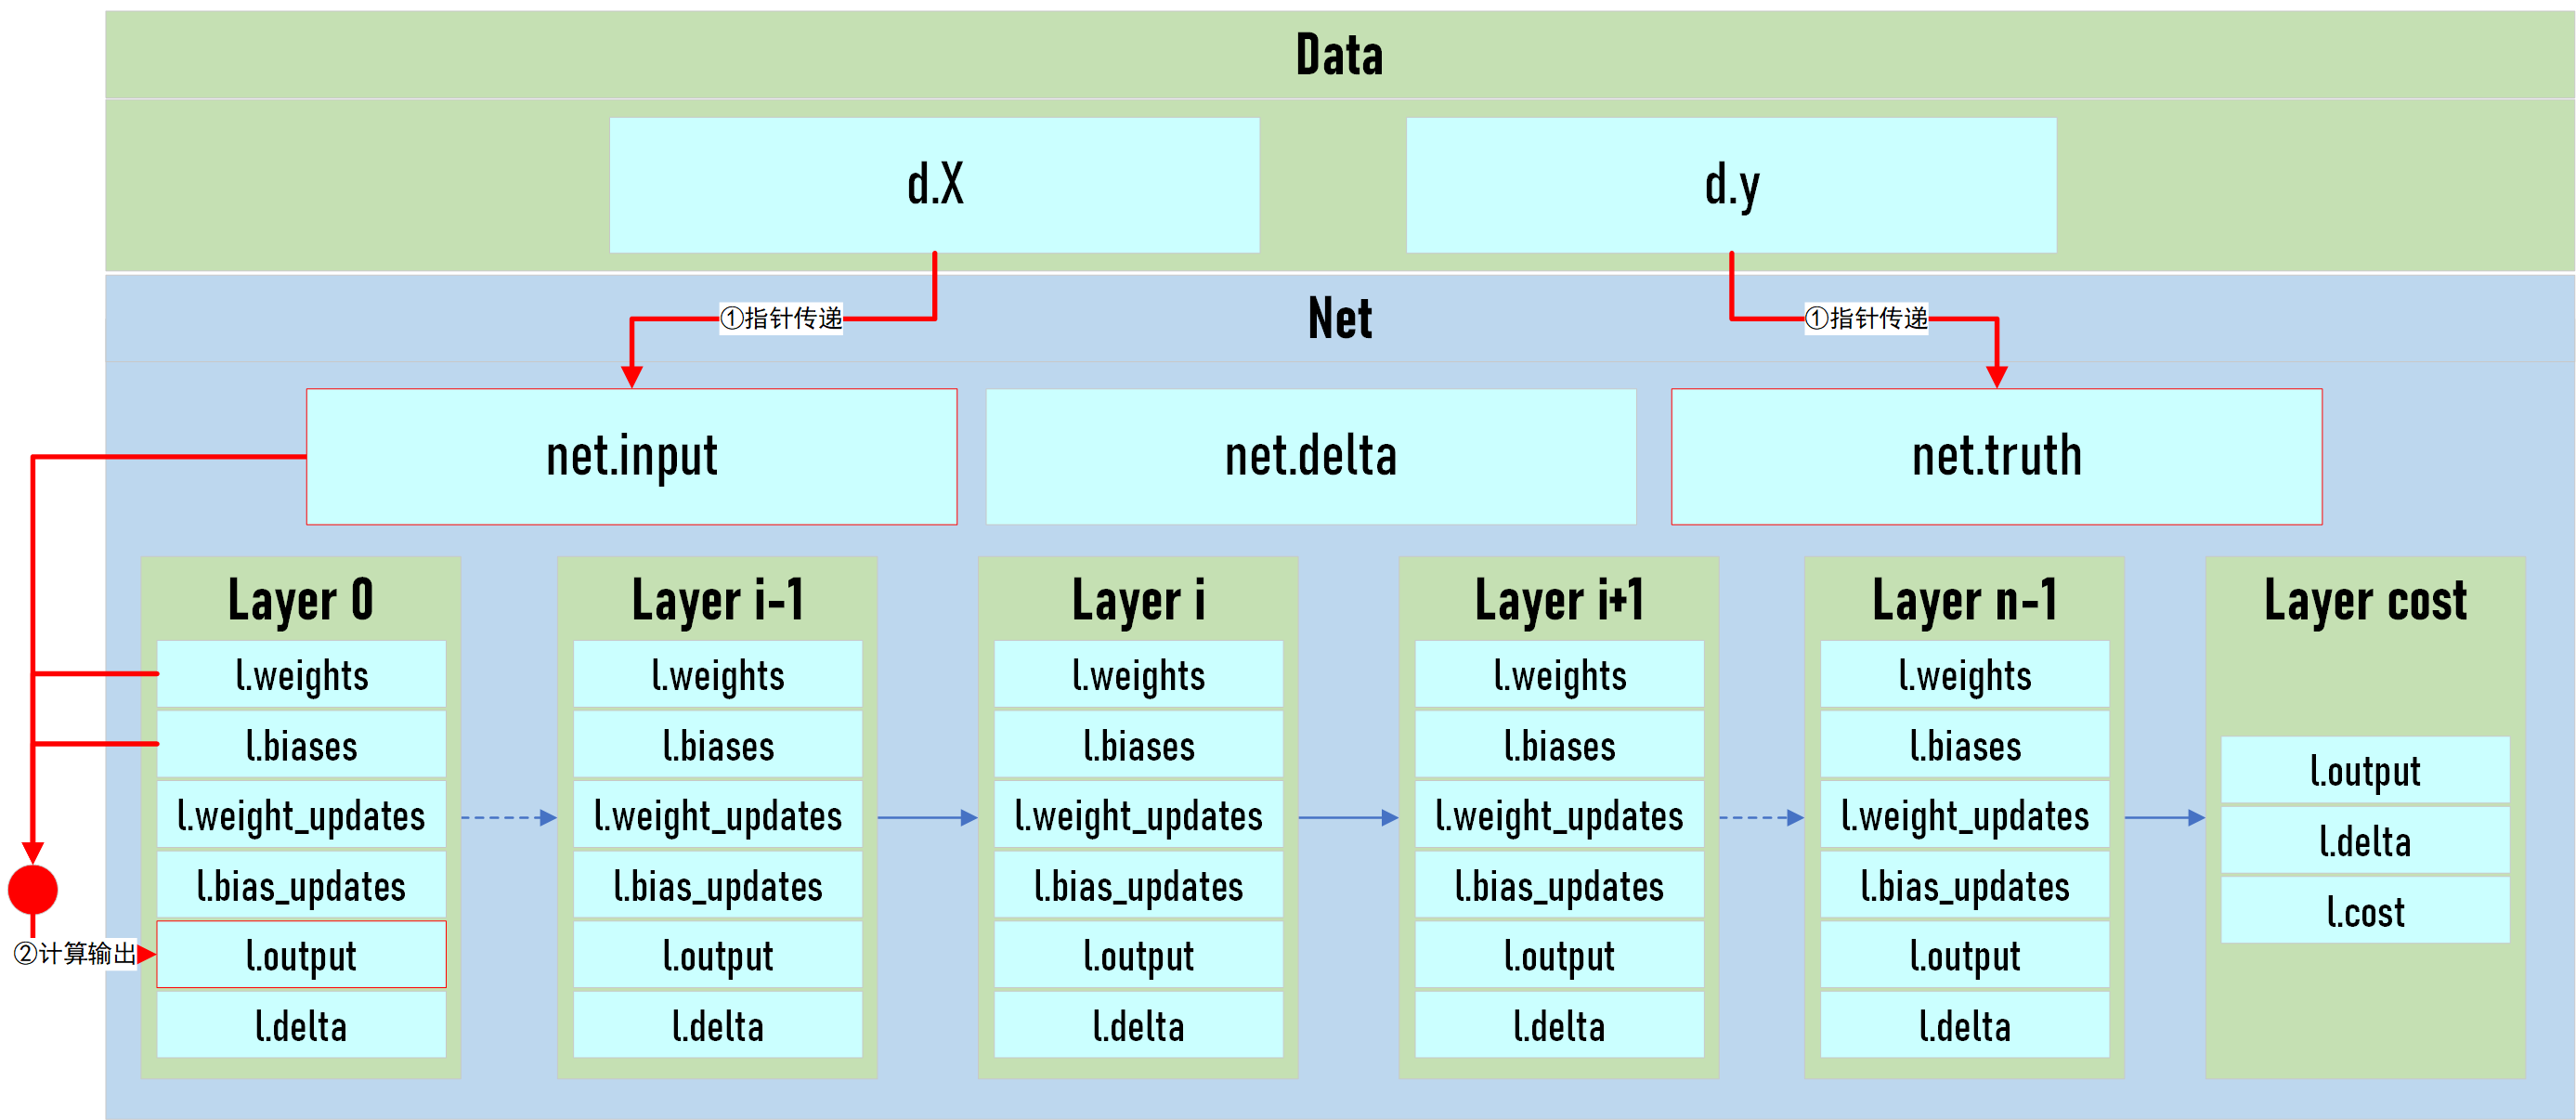 Data
d.X
d.y
①指针传递
Net
①指针传递
net.input
net.delta
net.truth
Layer 0
l.weights
l.biases
l.weight_updates
l.bias_updates
l.output
l.delta
②计算输出
Layer i-1
l.weights
l.biases
l.weight_updates
l.bias_updates
l.output
l.delta
Layer i
l.weights
l.biases
l.weight_updates
l.bias_updates
l.output
l.delta
Layer i+1
l.weights
l.biases
l.weight_updates
l.bias_updates
l.output
l.delta
Layer n-1
l.weights
l.biases
l.weight_updates
l.bias_updates
l.output
l.delta
Layer cost
l.output
l.delta
l.cost